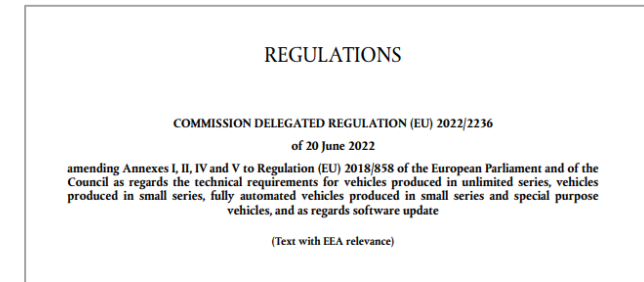 REGULATIONS
COMMISSION DELEGATED REGULATION (EU) 2022/2236
of 20 June 2022
amending Annexes I, II, IV and V to Regulation (EU) 2018/858 of the European Parliament and of the
Council as regards the technical requirements for vehicles produced in unlimited series, vehicles
produced in small series, fully automated vehicles produced in small series and special purpose
vehicles, and as regards software update
(Text with EEA relevance)